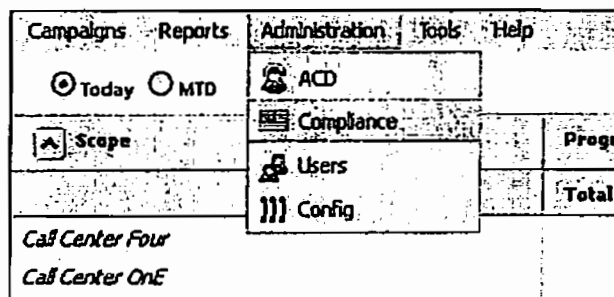 Campaigns Reports Administration Tools Help
Today MTD
ACD
Compliance
Scope
Users
Config
Total
Call Center Four
Call Center OnE